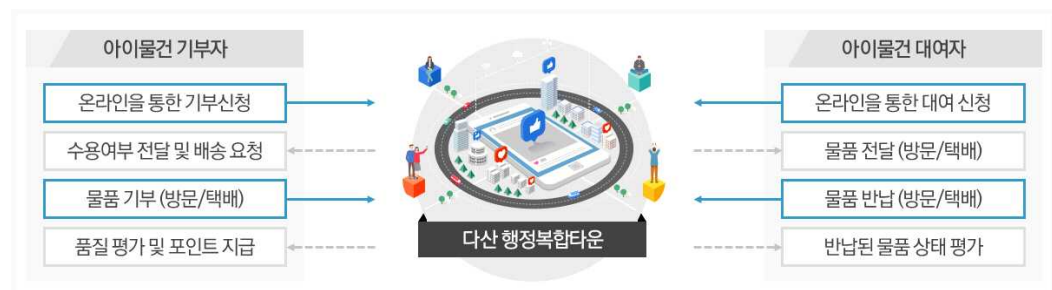 아이물건 기부자
온라인을 통한 기부신청
수용여부 전달 및 배송 요청
물품 기부 (방문/택배)
품질 평가 및 포인트 지급
다산 행정복합타운
아이물건 대여자
온라인을 통한 대여 신청
물품 전달 (방문/택배)
물품 반납 (방문/택배)
반납된 물품 상태 평가